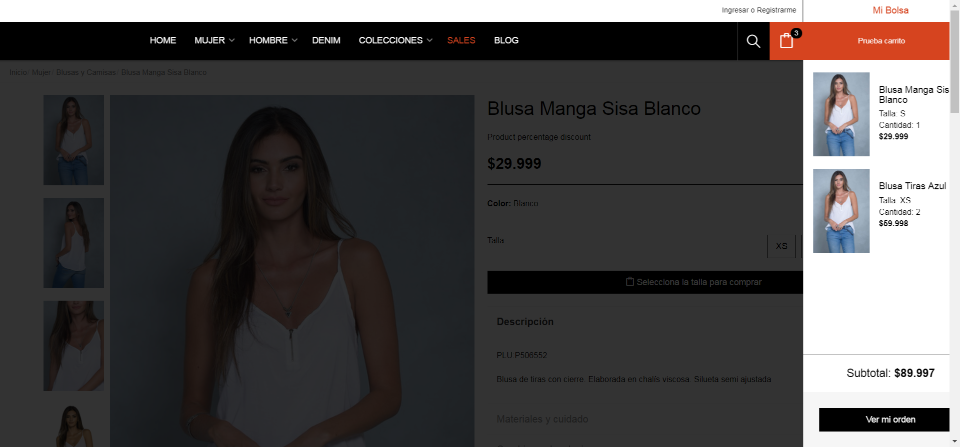 Ingresar o Registrarme
Mi Bolsa
HOME MUJER HOMBRE DENIM COLECCIONES SALES BLOG
3
Prueba carrito
Inicio Mujer Blusas y Camisas Blusa Manga Sisa Blanco
Blusa Manga Sisa Blanco
Product percentage discount
$29.999
Color: Blanco
Talla
XS
Selecciona la talla para comprar
Descripción
PLU:P508552
Blusa de tiras con cierre. Elaborada en challis viscosa. Silueta semi ajustada
Materiales y cuidado
Blusa Manga Sis
Blanco
Talla: S
Cantidad: 1
$29.999
Blusa Tiras Azul
Talla: XS
Cantidad: 2
$59.998
Subtotal: $89.997
Ver mi orden